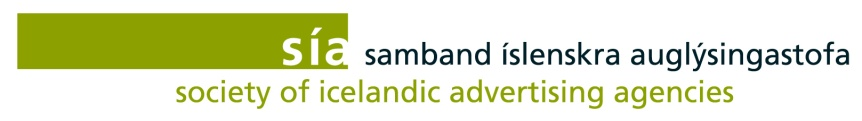 sía samband íslenskra auglýsingastofa
society of icelandic advertising agencies